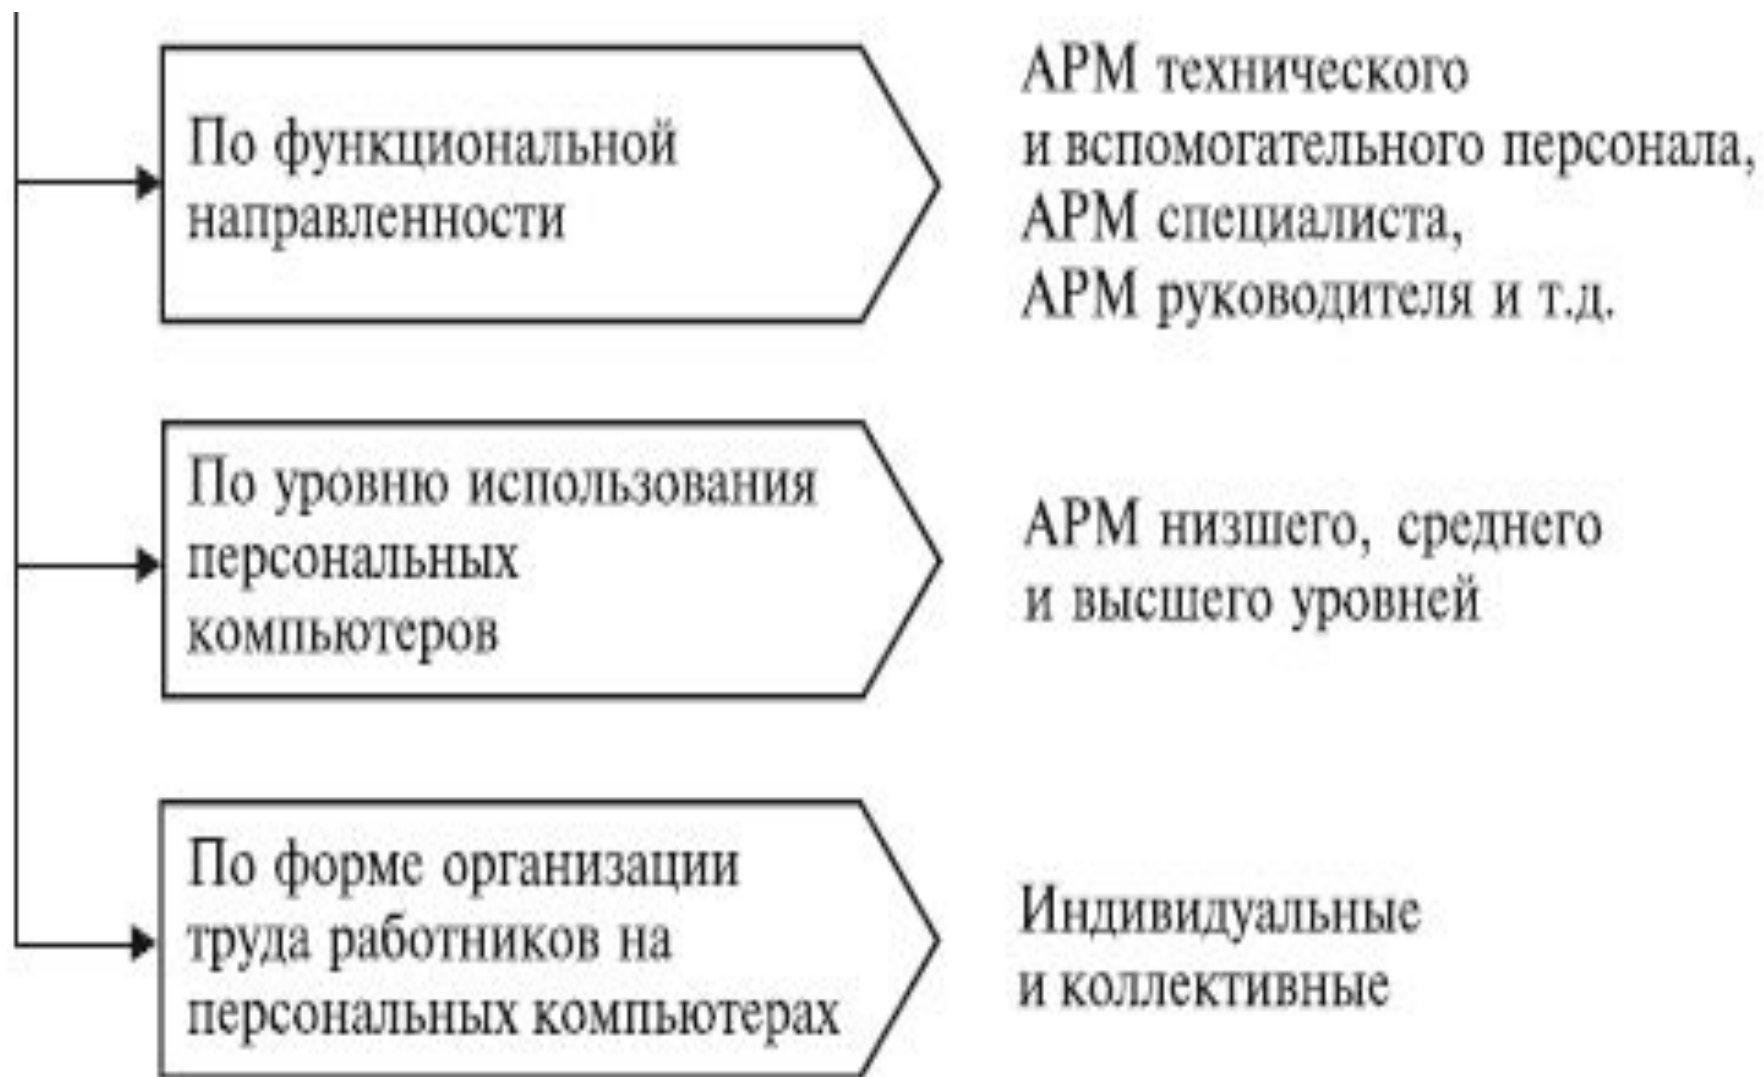 По функциональной
направленности
АРМ технического
и вспомогательного персонала,
АРМ специалиста,
АРМ руководителя и т.д.
По уровню использования
персональных
компьютеров
АРМ низшего, среднего
и высшего уровней
По форме организации
труда работников на
персональных компьютерах
Индивидуальные
и коллективные